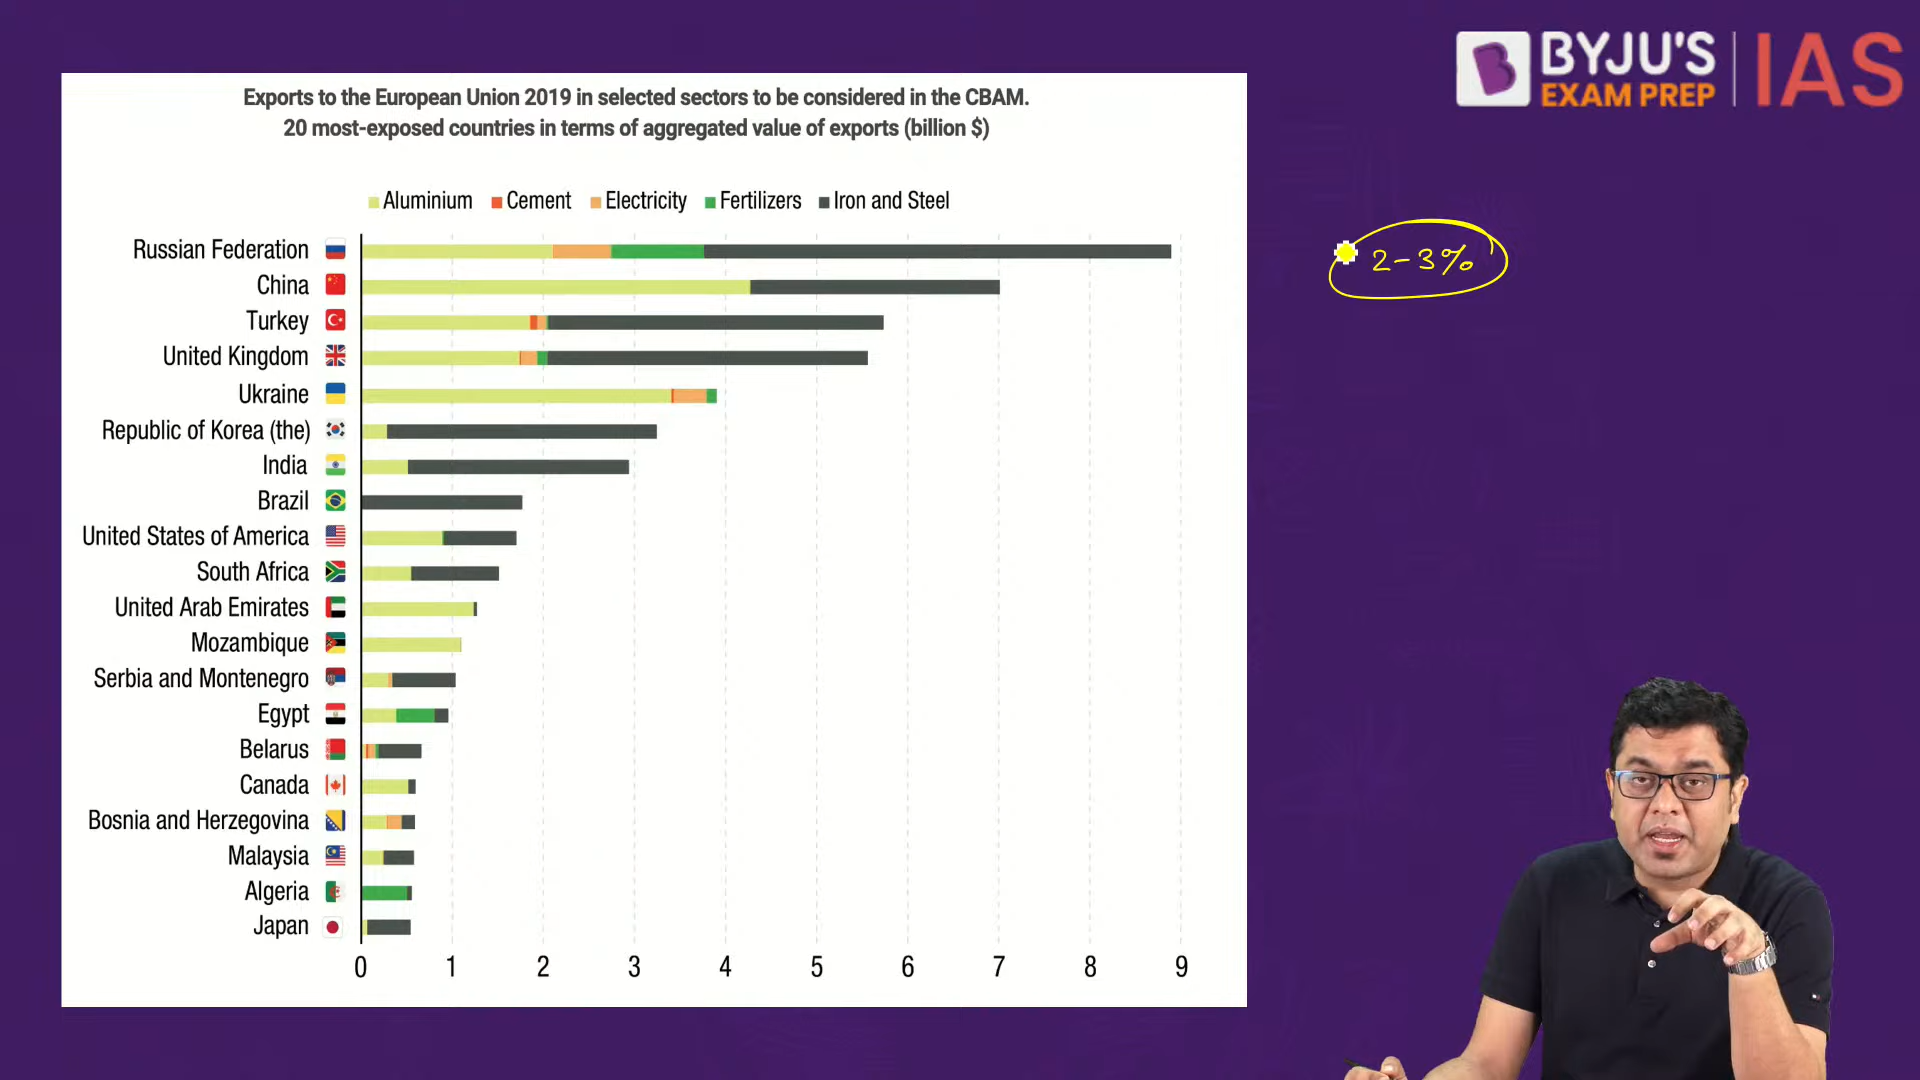 BYJU'S
EXAM PREP
IAS
Exports to the European Union 2019 in selected sectors to be considered in the CBAM.
20 most-exposed countries in terms of aggregated value of exports (billion $)
Aluminium Cement Electricity Fertilizers Iron and Steel
Russian Federation
China
Turkey
United Kingdom
Ukraine
Republic of Korea (the)
India
Brazil
United States of America
South Africa
United Arab Emirates
Mozambique
Serbia and Montenegro
Egypt
Belarus
Canada
Bosnia and Herzegovina
Malaysia
Algeria
Japan
0 1 2 3 4 5 6 7 8 9
2-3%